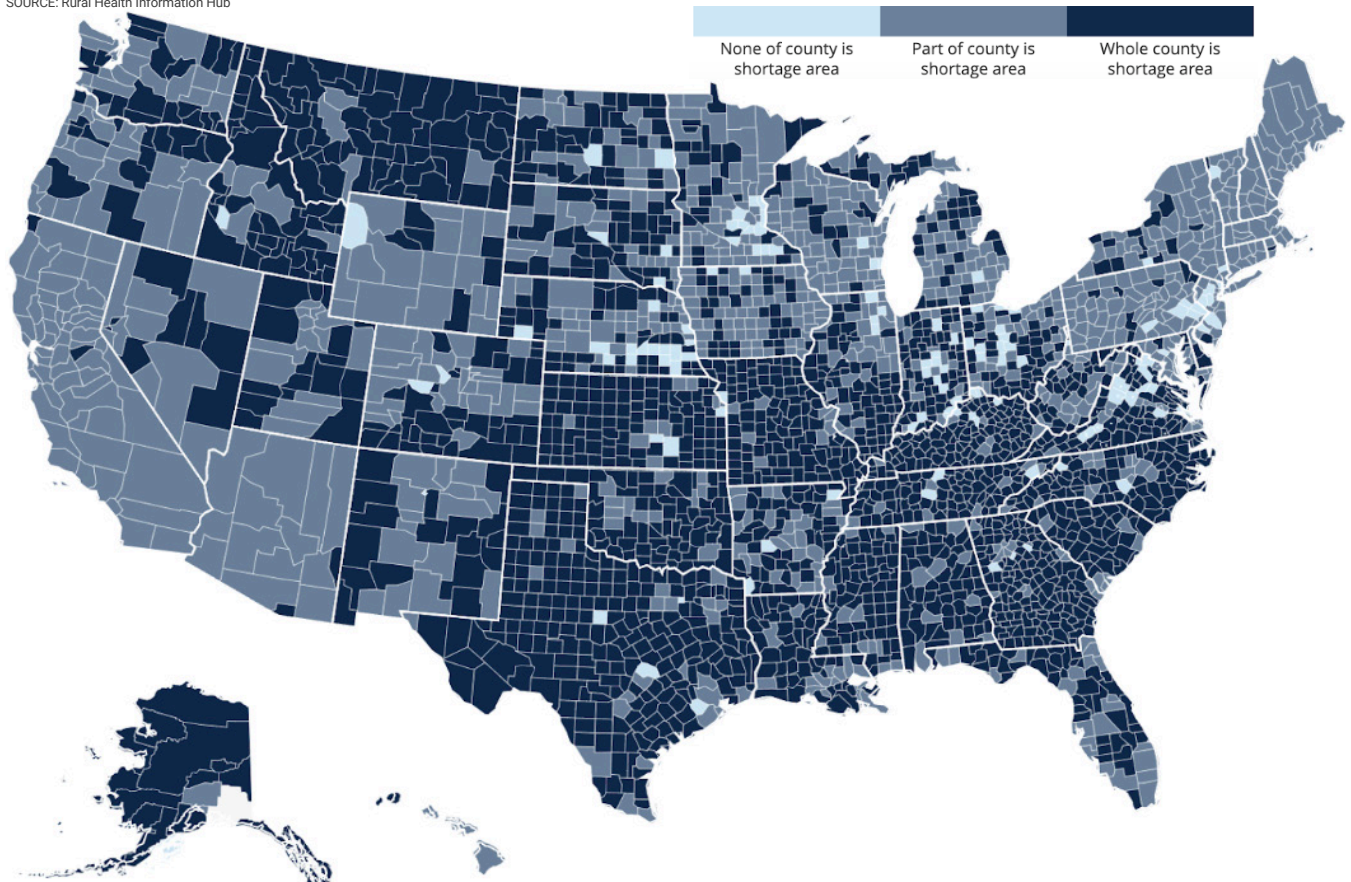 SOURCE: Rural Health Information Hub
None of county is
shortage area
Part of county is
shortage area
Whole county is
shortage area